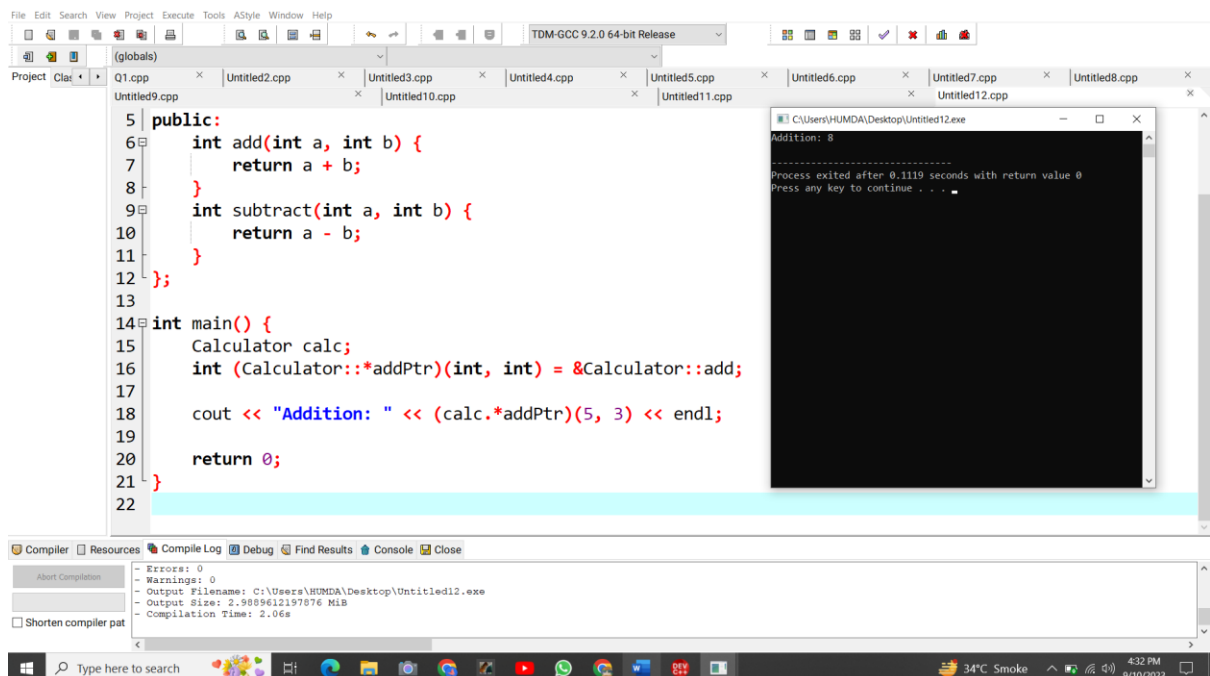 File Edit Search View Project Execute Tools AStyle Window Help
TDM-GCC 9.2.0 64-bit Release
(globals)
Project Clas Q1.cpp Untitled2.cpp Untitled3.cpp Untitled4.cpp Untitled5.cpp Untitled6.cpp Untitled7.cpp Untitled8.cpp
Untitled9.cpp Untitled10.cpp Untitled11.cpp Untitled12.cpp
5 public:
6 int add(int a, int b) {
7 return a + b;
8 }
9 int subtract(int a, int b) {
10 return a - b;
11 }
12 };
13
14 int main() {
15 Calculator calc;
16 int (Calculator::*addPtr)(int, int) = &Calculator::add;
17
18 cout << "Addition: " << (calc.*addPtr)(5, 3) << endl;
19
20 return 0;
21 }
22
C:\Users\HUMDA\Desktop\Untitled12.exe
Addition: 8
--------------------------------
Process exited after 0.1119 seconds with return value 0
Press any key to continue . . .
Compiler Resources Compile Log Debug Find Results Console Close
Abort Compilation
Shorten compiler pat
- Errors: 0
- Warnings: 0
- Output Filename: C:\Users\HUMDA\Desktop\Untitled12.exe
- Output Size: 2.9889612197876 MiB
- Compilation Time: 2.06s
Type here to search
DEV C++
34°C Smoke
4:32 PM
9/10/2023